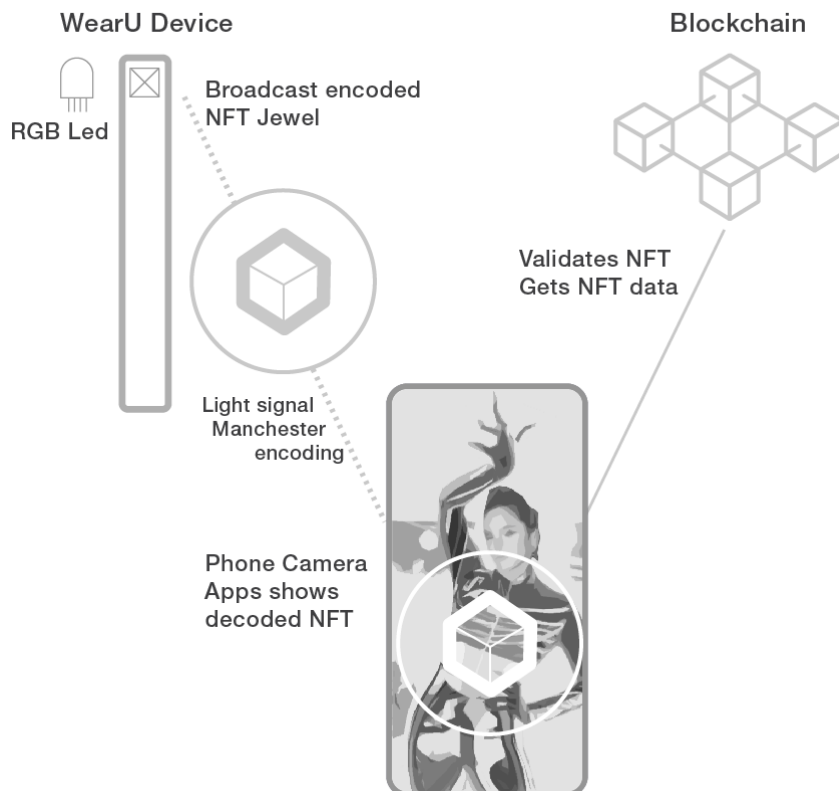 WearU Device
Blockchain
RGB Led
Broadcast encoded
NFT Jewel
Validates NFT
Gets NFT data
Light signal
Manchester
encoding
Phone Camera
Apps shows
decoded NFT